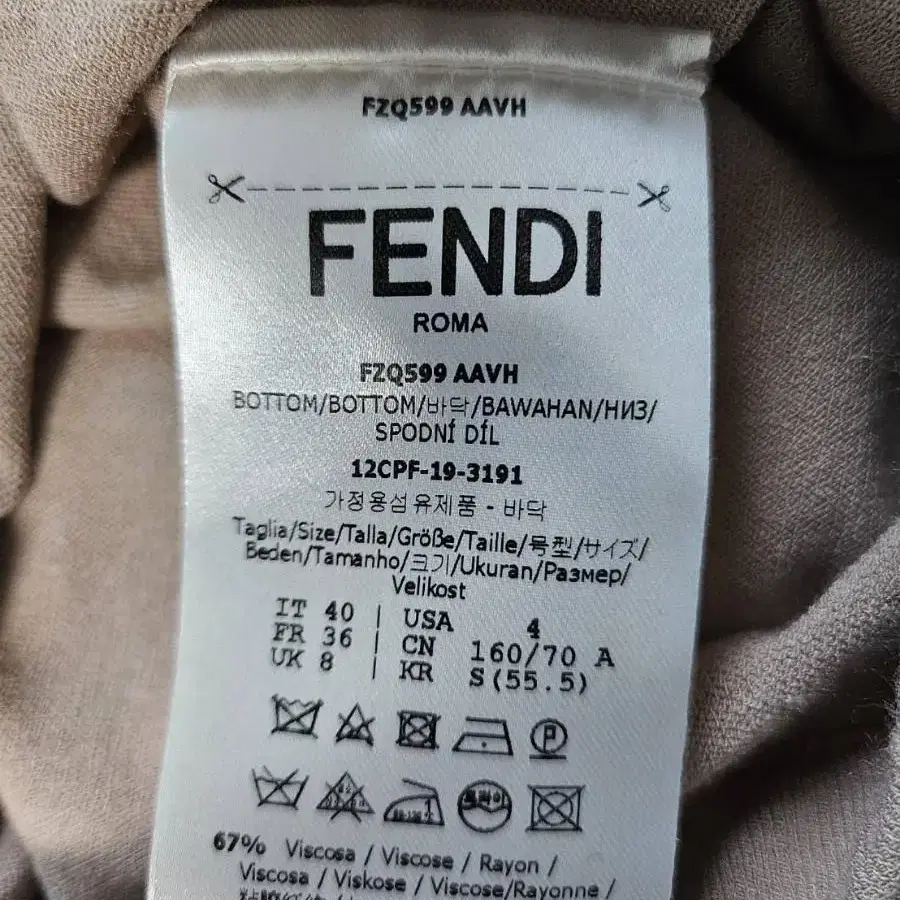 FZQ599 AAVH
FENDI
ROMA
FZQ599 AAVH
BOTTOM/BOTTOM/바닥/BAWAHAN/НИЗ/
SPODNÍ DÍL
12CPF-19-3191
가정용섬유제품 - 바닥
Taglia/Size/Talla/Größe/Taille/号型/サイズ/
Beden/Tamanho/크기/Ukuran/Размер/
Velikost
IT 40 | USA 4
FR 36 | CN 160/70 A
UK 8 | KR S(55.5)
67% Viscosa / Viscose / Rayon /
Viscosa / Viskose / Viscose/Rayonne /